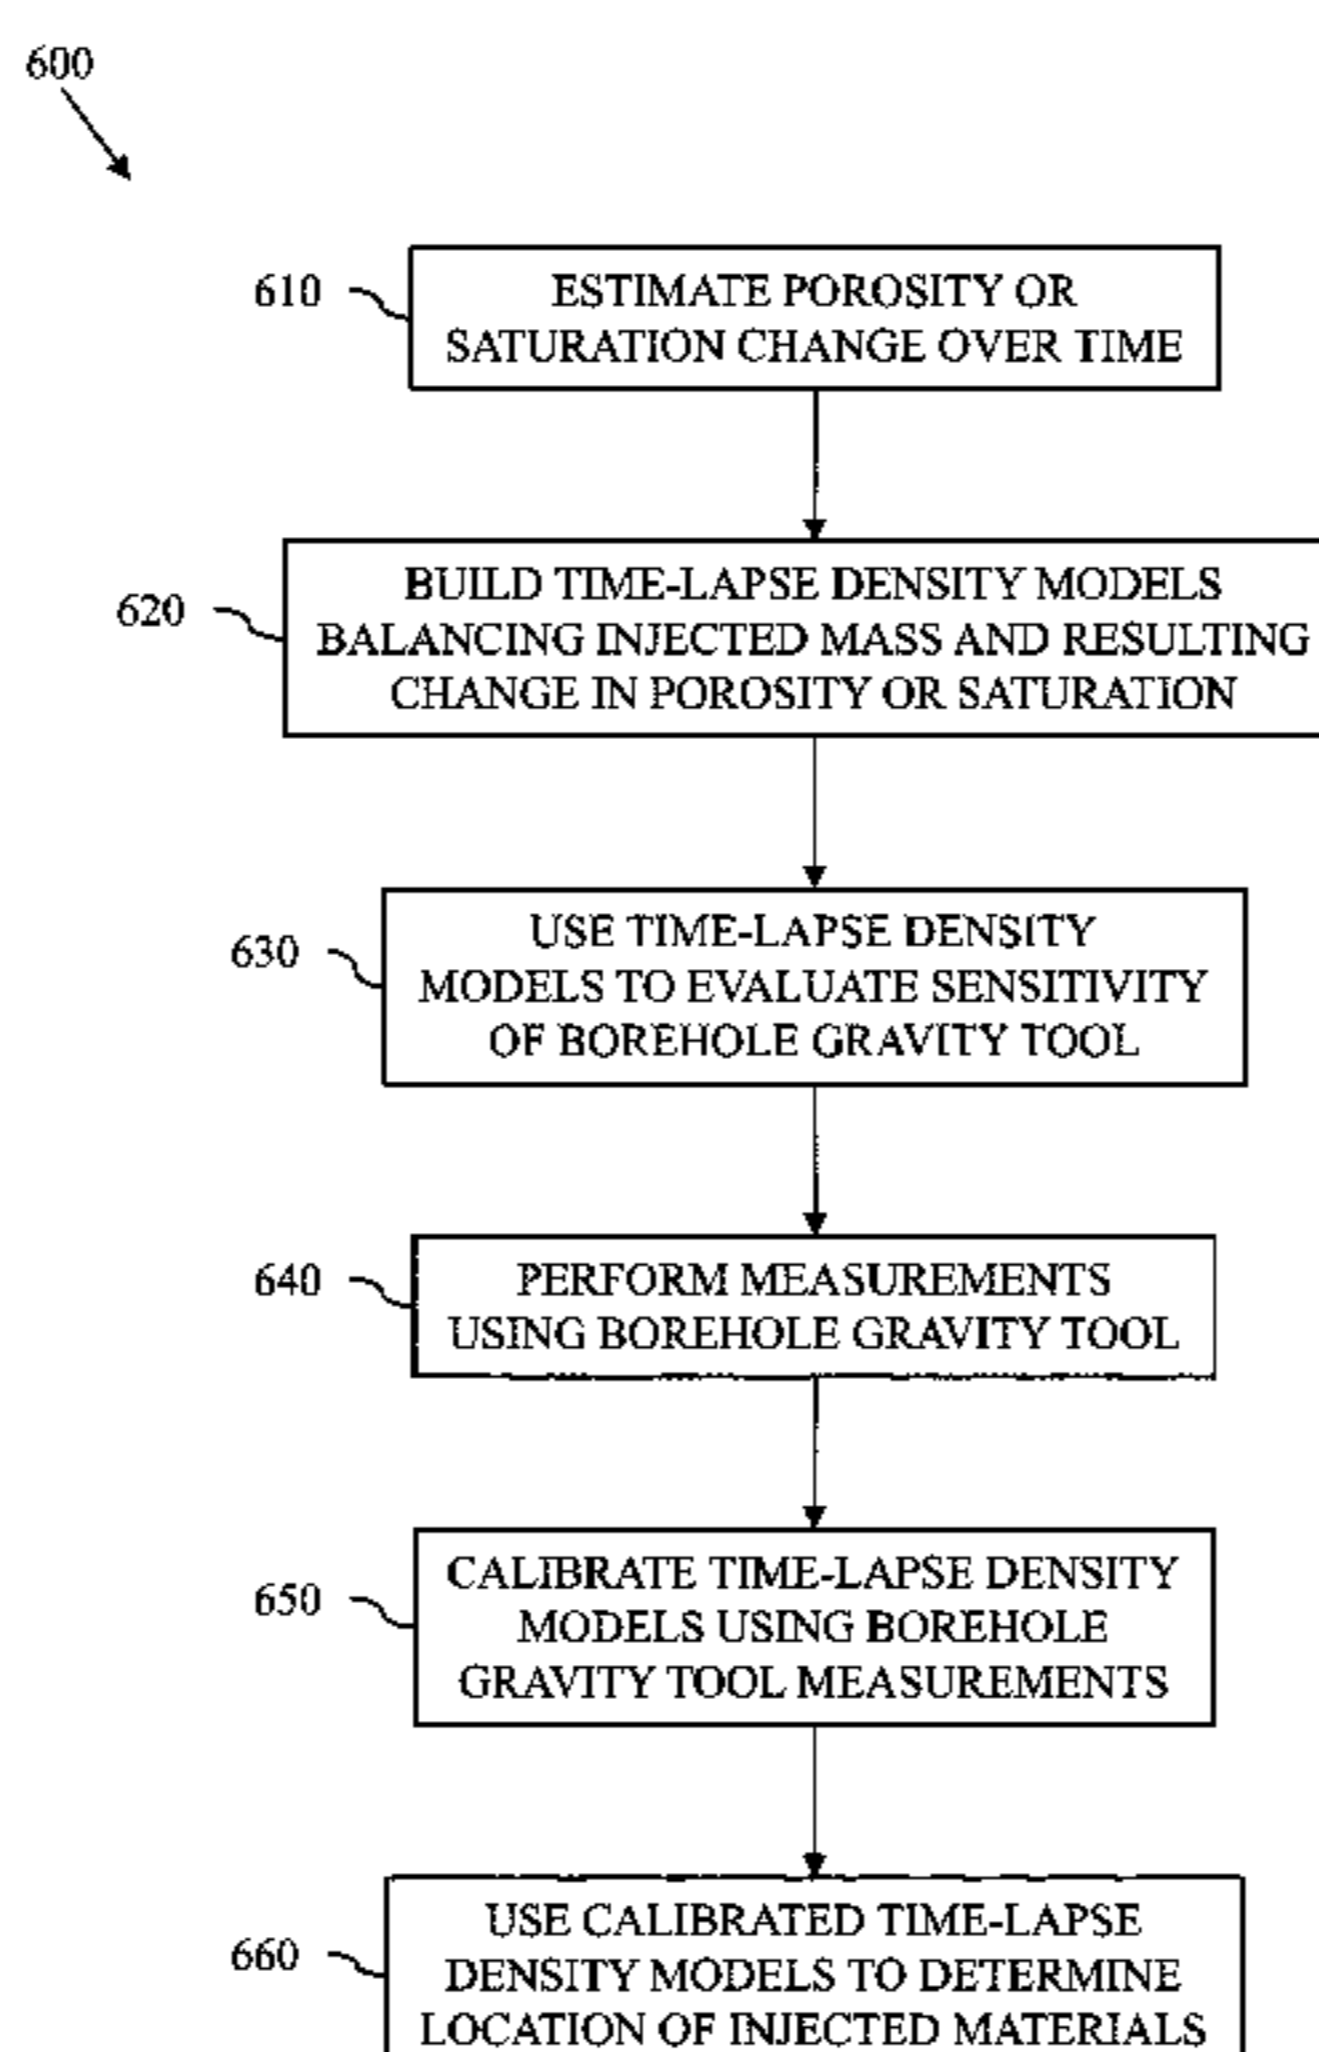 600
610
ESTIMATE POROSITY OR
SATURATION CHANGE OVER TIME
620
BUILD TIME-LAPSE DENSITY MODELS
BALANCING INJECTED MASS AND RESULTING
CHANGE IN POROSITY OR SATURATION
630
USE TIME-LAPSE DENSITY
MODELS TO EVALUATE SENSITIVITY
OF BOREHOLE GRAVITY TOOL
640
PERFORM MEASUREMENTS
USING BOREHOLE GRAVITY TOOL
650
CALIBRATE TIME-LAPSE DENSITY
MODELS USING BOREHOLE
GRAVITY TOOL MEASUREMENTS
660
USE CALIBRATED TIME-LAPSE
DENSITY MODELS TO DETERMINE
LOCATION OF INJECTED MATERIALS